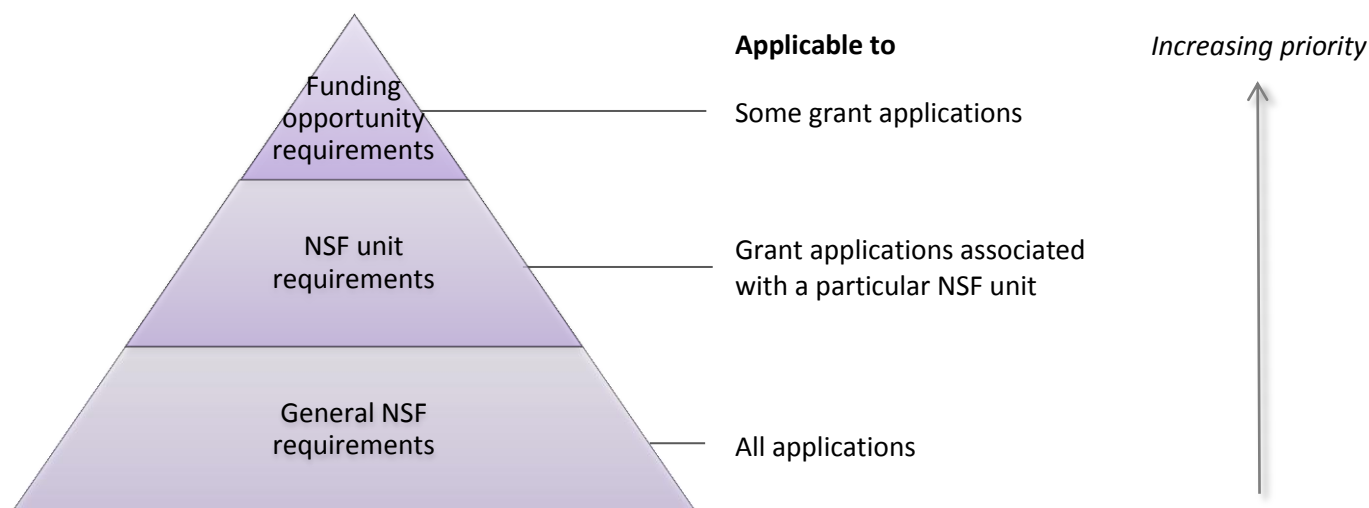 Applicable to
Increasing priority
Funding
opportunity
requirements
Some grant applications
NSF unit
requirements
Grant applications associated
with a particular NSF unit
General NSF
requirements
All applications